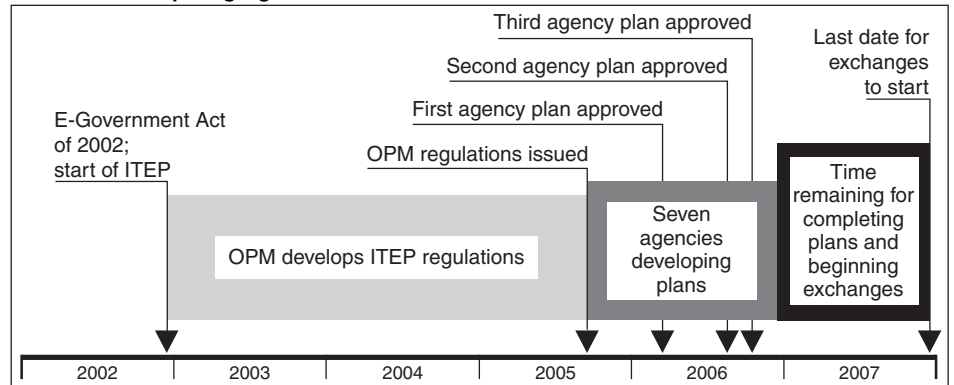 Third agency plan approved
Last date for
exchanges
to start
Second agency plan approved
First agency plan approved
E-Government Act
of 2002;
start of ITEP
OPM regulations issued
OPM develops ITEP regulations
Seven
agencies
developing
plans
Time
remaining for
completing
plans and
beginning
exchanges
2002 2003 2004 2005 2006 2007